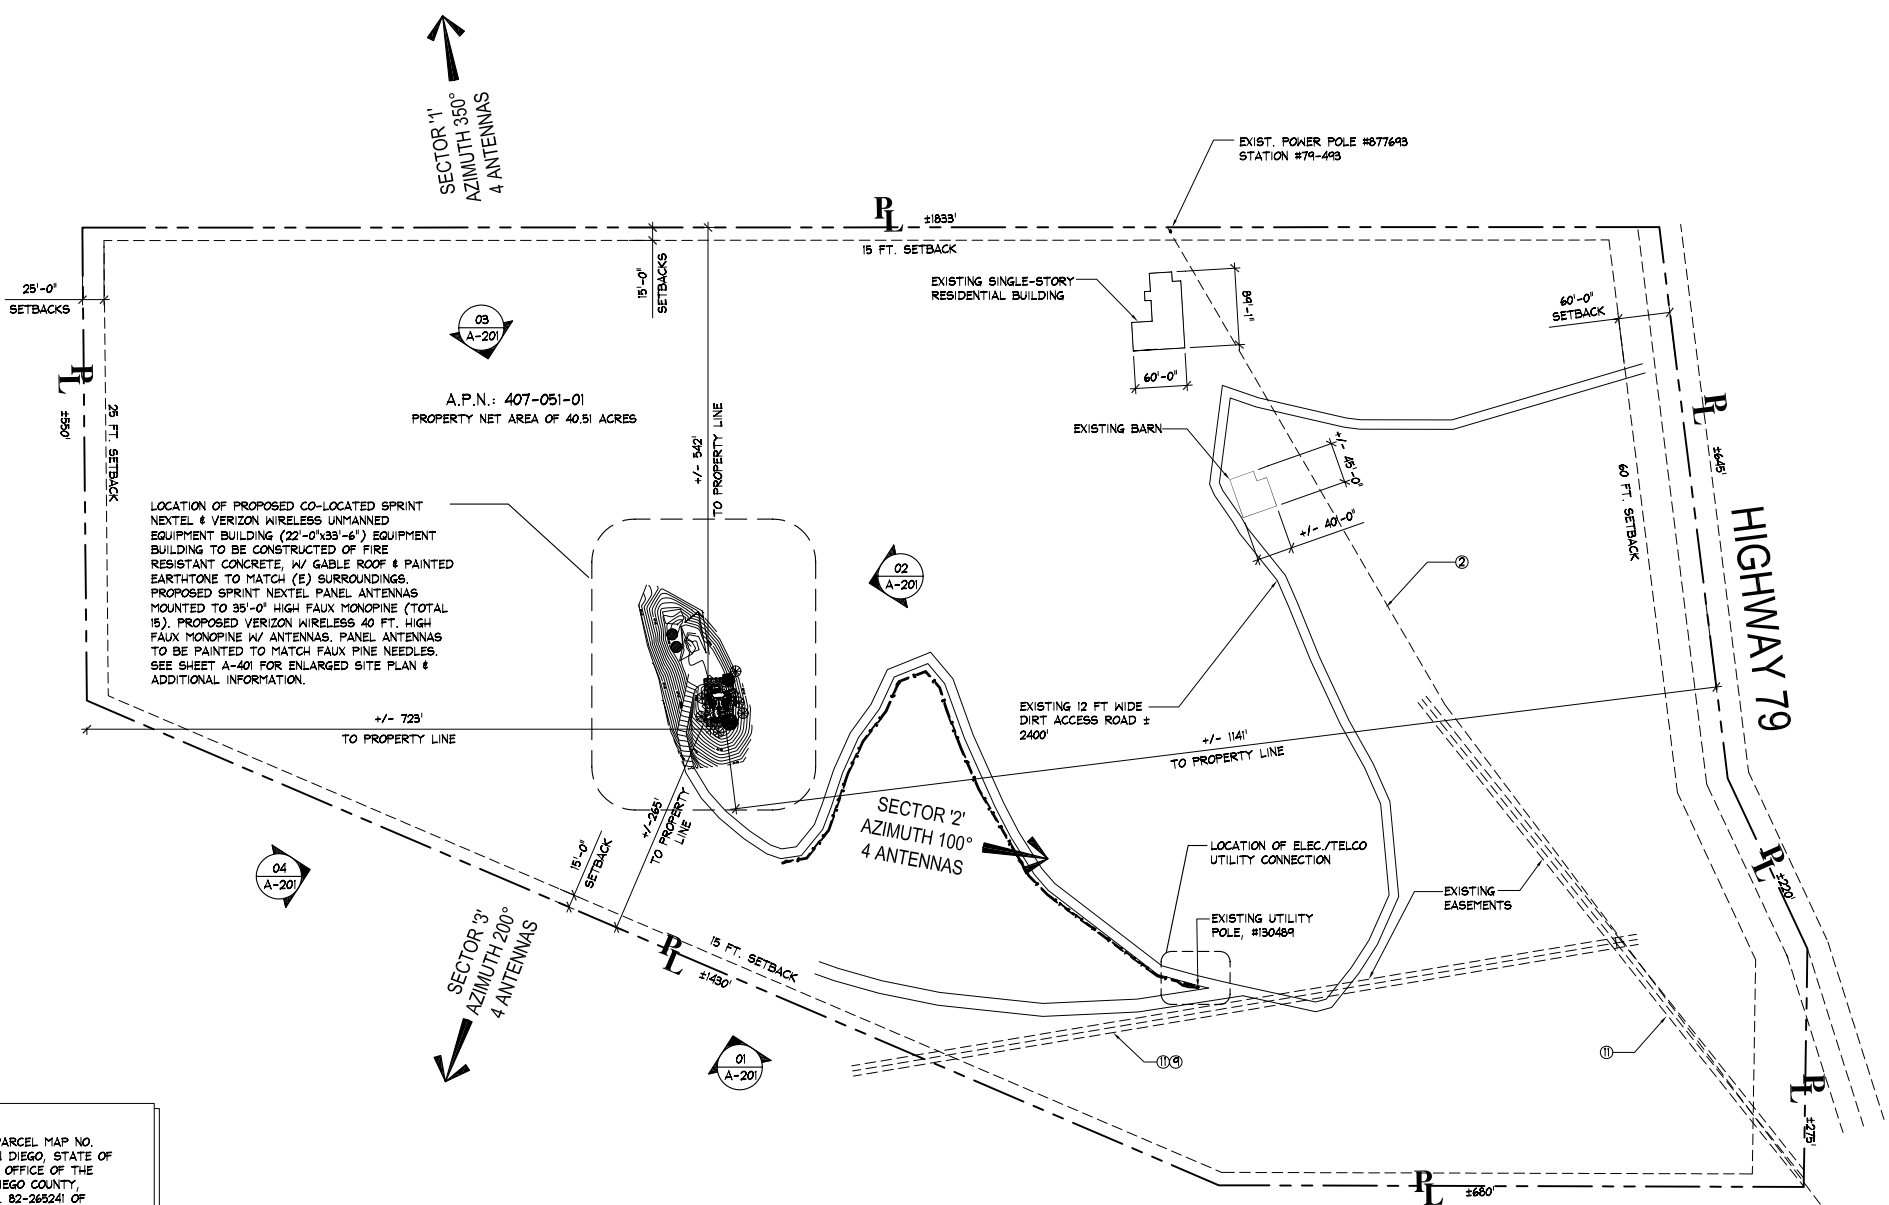 SECTOR '1'
AZIMUTH 350°
4 ANTENNAS
EXIST. POWER POLE #877693
STATION #79-493
PL
±1833'
15 FT. SETBACK
25'-0"
SETBACKS
15'-0"
SETBACKS
EXISTING SINGLE-STORY
RESIDENTIAL BUILDING
89'-1"
60'-0"
60'-0"
SETBACK
03
A-201
PL
±550'
25 FT. SETBACK
A.P.N.: 407-051-01
PROPERTY NET AREA OF 40.51 ACRES
+/- 542'
TO PROPERTY LINE
EXISTING BARN
+/- 45'-0"
+/- 40'-0"
PL
±645'
60 FT. SETBACK
HIGHWAY 79
LOCATION OF PROPOSED CO-LOCATED SPRINT
NEXTEL & VERIZON WIRELESS UNMANNED
EQUIPMENT BUILDING (22'-0"x33'-6") EQUIPMENT
BUILDING TO BE CONSTRUCTED OF FIRE
RESISTANT CONCRETE, W/ GABLE ROOF & PAINTED
EARTHTONE TO MATCH (E) SURROUNDINGS.
PROPOSED SPRINT NEXTEL PANEL ANTENNAS
MOUNTED TO 35'-0" HIGH FAUX MONOPINE (TOTAL
15). PROPOSED VERIZON WIRELESS 40 FT. HIGH
FAUX MONOPINE W/ ANTENNAS. PANEL ANTENNAS
TO BE PAINTED TO MATCH FAUX PINE NEEDLES.
SEE SHEET A-401 FOR ENLARGED SITE PLAN &
ADDITIONAL INFORMATION.
02
A-201
2
+/- 723'
TO PROPERTY LINE
EXISTING 12 FT WIDE
DIRT ACCESS ROAD ±
2400'
+/- 1141'
TO PROPERTY LINE
+/-265'
TO PROPERTY
LINE
15'-0"
SETBACK
SECTOR '2'
AZIMUTH 100°
4 ANTENNAS
LOCATION OF ELEC./TELCO
UTILITY CONNECTION
EXISTING
EASEMENTS
EXISTING UTILITY
POLE, #130489
PL
±220'
04
A-201
SECTOR '3'
AZIMUTH 200°
4 ANTENNAS
PL
±1430'
15 FT. SETBACK
01
A-201
11 9
11
PL
±275'
PL
±680'
PARCEL MAP NO.
DIEGO, STATE OF
OFFICE OF THE
COUNTY,
82-265241 OF